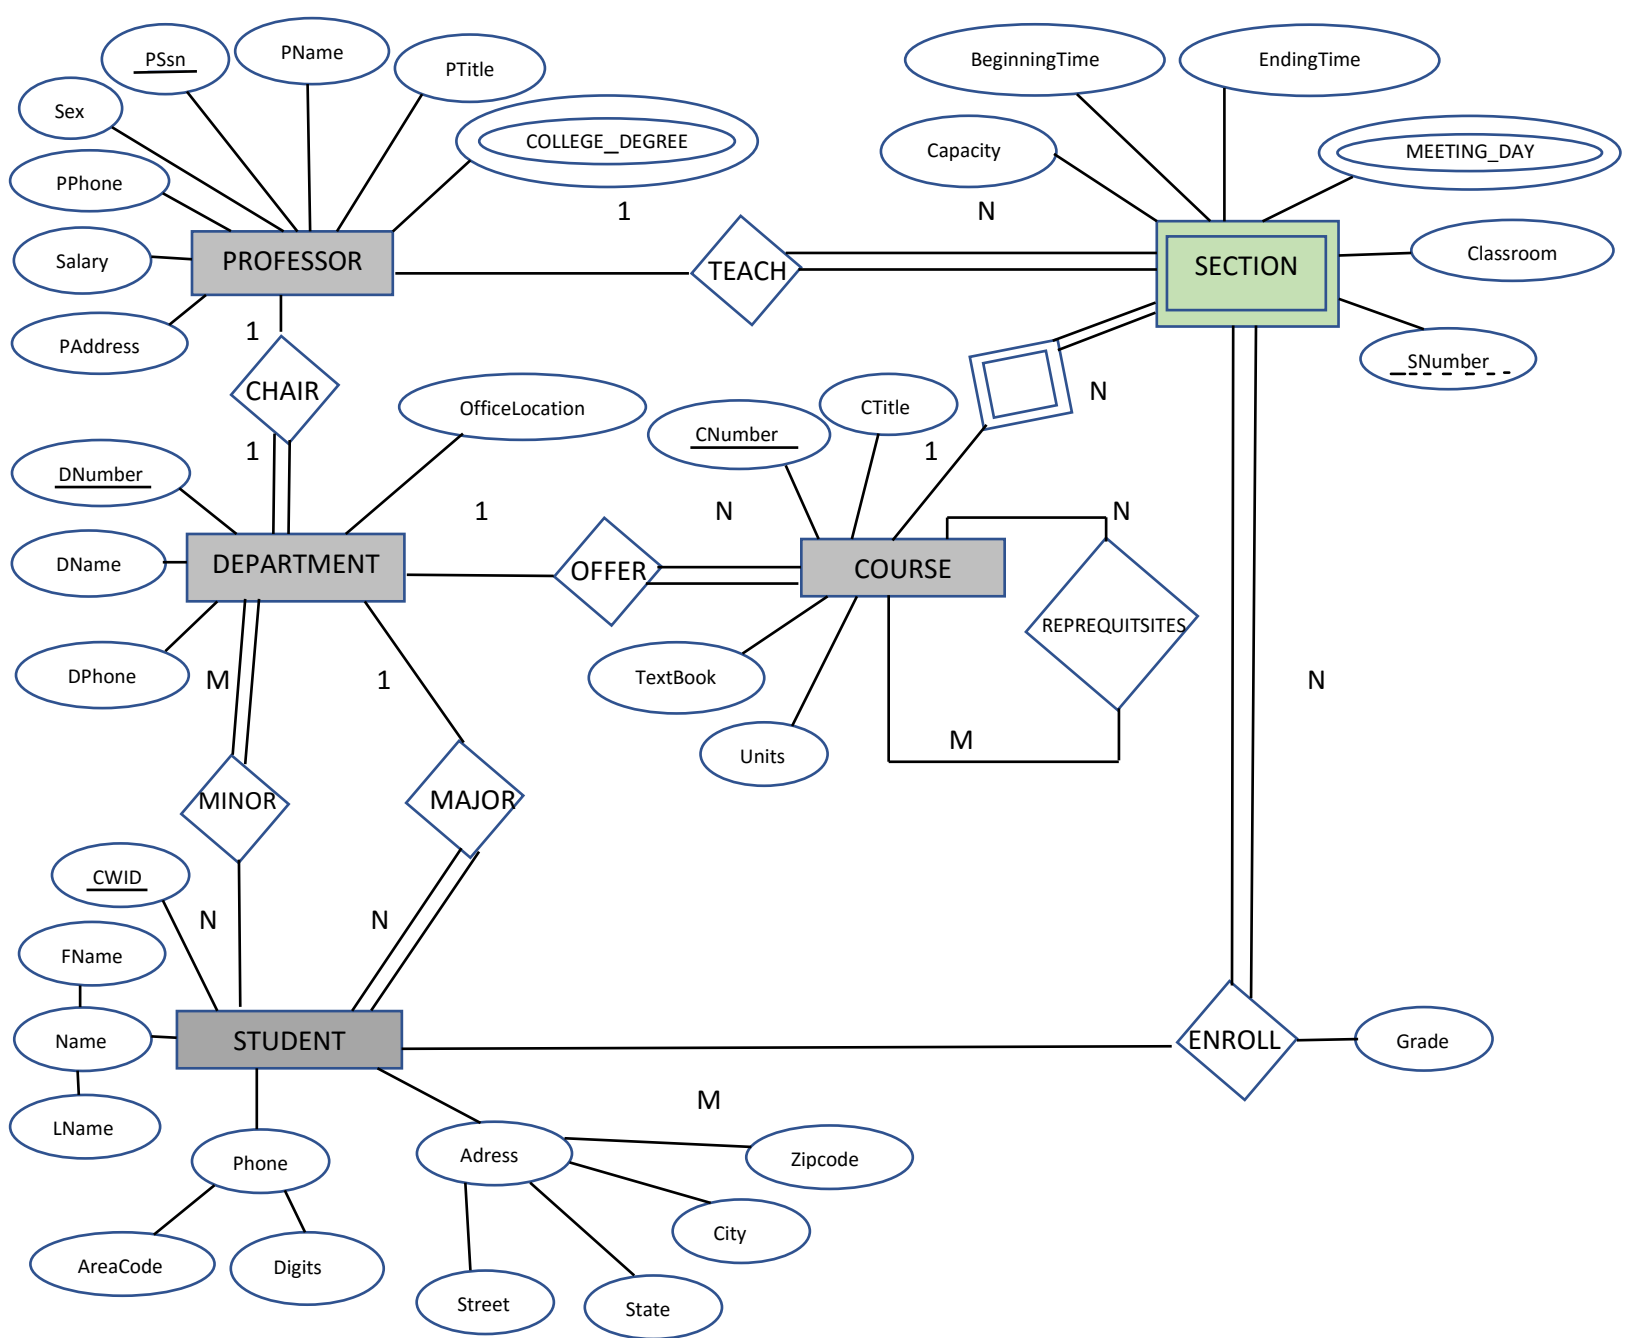 PSsn
PName
PTitle
BeginningTime
EndingTime
Sex
COLLEGE_DEGREE
Capacity
MEETING_DAY
PPhone
1
N
Salary
PROFESSOR
TEACH
SECTION
Classroom
PAddress
1
CHAIR
SNumber
N
OfficeLocation
CTitle
CNumber
1
1
DNumber
1
N
N
DName
DEPARTMENT
OFFER
COURSE
REPREQUITSITES
DPhone
M
1
TextBook
N
Units
M
MINOR
MAJOR
CWID
N
N
FName
Name
STUDENT
ENROLL
Grade
LName
M
Phone
Adress
Zipcode
City
AreaCode
Digits
Street
State